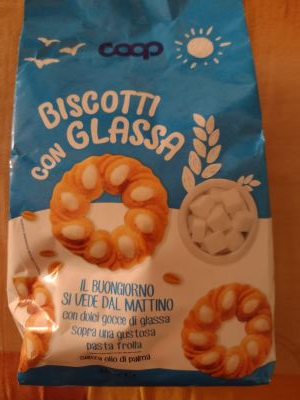 coop
BISCOTTI
CON GLASSA
IL BUONGIORNO
SI VEDE DAL MATTINO
con dolci gocce di glassa
sopra una gustosa
pasta frolla
senza olio di palma